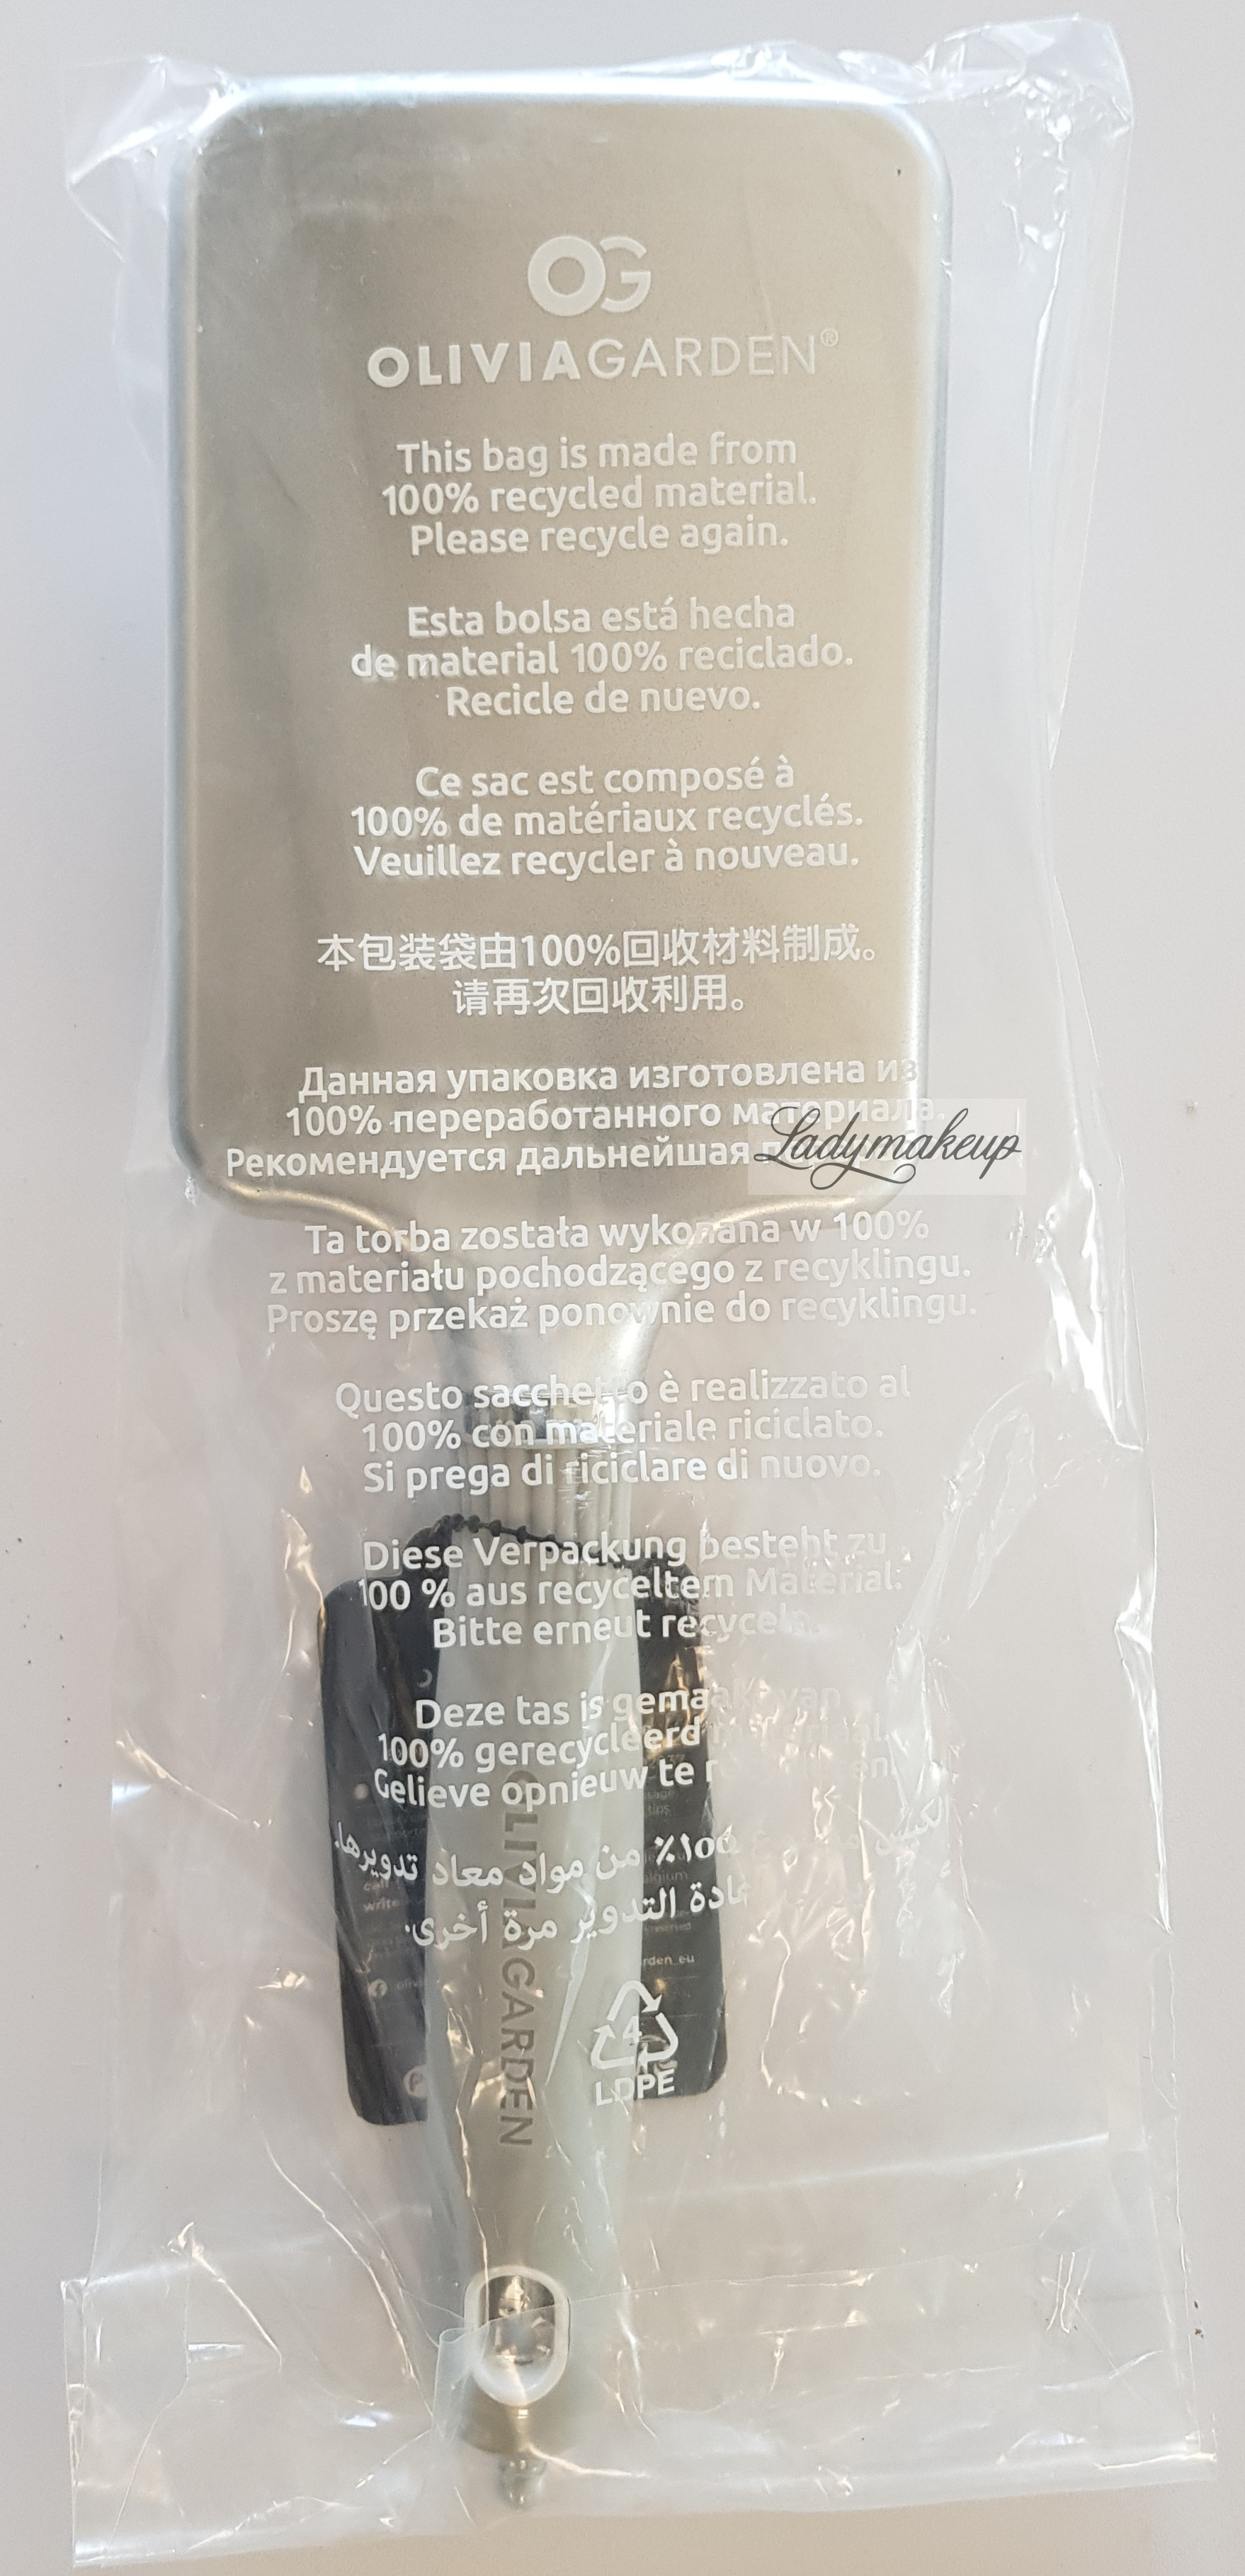 OG
OLIVIAGARDEN®
This bag is made from
100% recycled material.
Please recycle again.
Esta bolsa está hecha
de material 100% reciclado.
Recicle de nuevo.
Ce sac est composé à
100% de matériaux recyclés.
Veuillez recycler à nouveau.
本包装袋由100%回收材料制成。
请再次回收利用。
Данная упаковка изготовлена из
100% переработанного материала.
Рекомендуется дальнейшая
Ladymakeup
Ta torba została wykonana w 100%
z materiału pochodzącego z recyklingu.
Proszę przekaż ponownie do recyklingu.
Questo sacchetto è realizzato al
100% con materiale riciclato.
Si prega di riciclare di nuovo.
Diese Verpackung besteht zu
100 % aus recyceltem Material.
Bitte erneut recyceln.
Deze tas is gemaakt van
100% gerecycleerd
Gelieve opnieuw te
١٥٥٪ من مواد معاد تدويرها.
التدوير مرة أخرى.
write
tips
OLIVIAGARDEN
4
LDPE